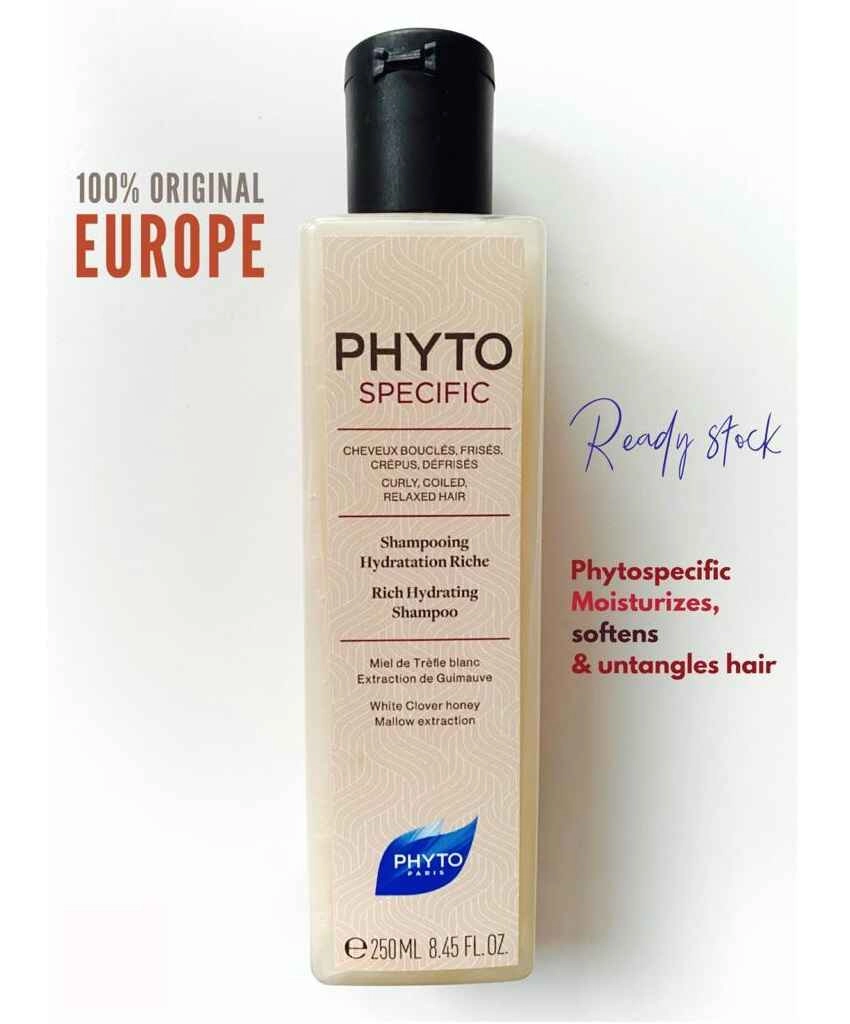 100% ORIGINAL
EUROPE
PHYTO
SPECIFIC
CHEVEUX BOUCLÉS, FRISÉS,
CRÉPUS, DÉFRISÉS
CURLY, COILED,
RELAXED HAIR
Shampooing
Hydratation Riche
Rich Hydrating
Shampoo
Miel de Trèfle blanc
Extraction de Guimauve
White Clover honey
Mallow extraction
PHYTO
PARIS
℮ 250 ML 8.45 FL. OZ.
Ready stock
Phytospecific
Moisturizes,
softens
& untangles hair